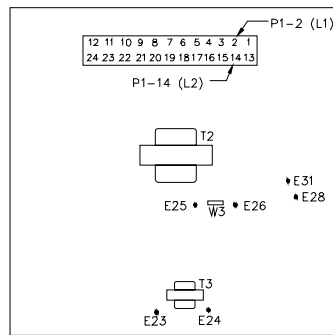 P1-2 (L1)
12 11 10 9 8 7 6 5 4 3 2 1
24 23 22 21 20 19 18 17 16 15 14 13
P1-14 (L2)
T2
E31
E28
E25 W3 E26
T3
E23 E24